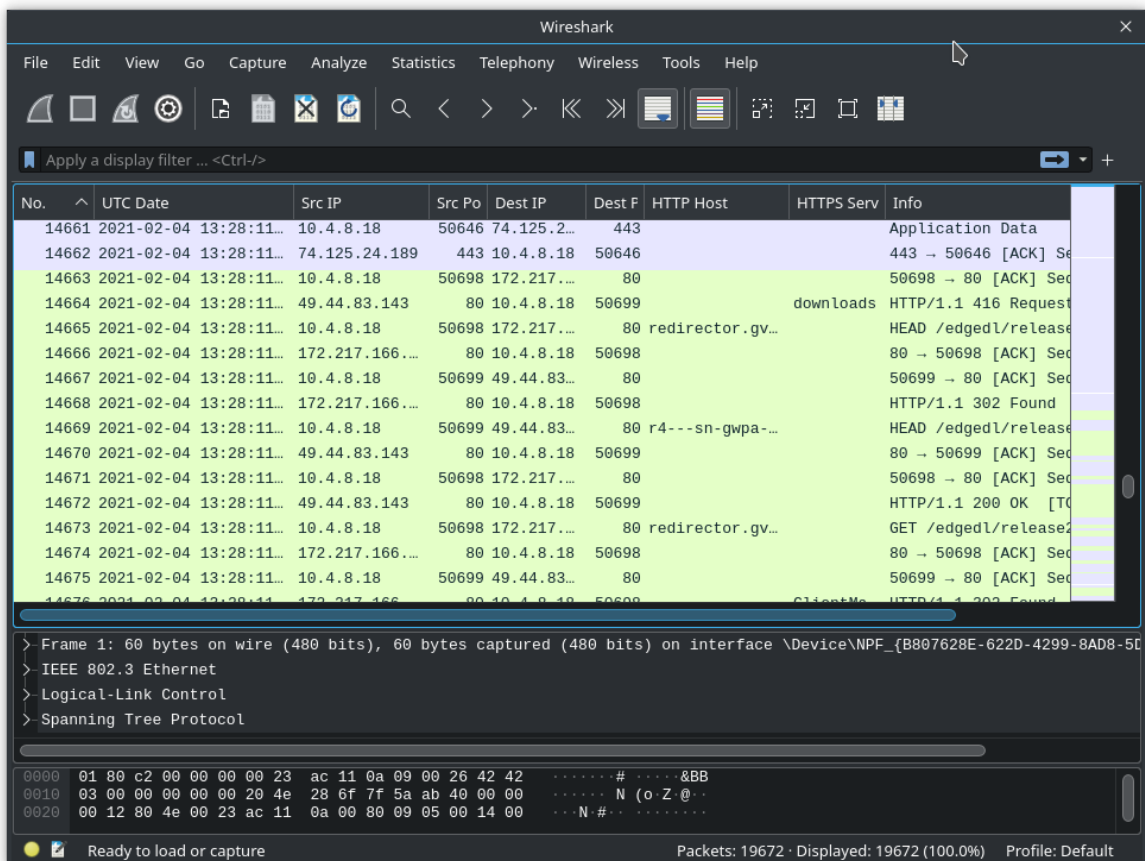 Wireshark
File Edit View Go Capture Analyze Statistics Telephony Wireless Tools Help
Apply a display filter … <Ctrl-/>
No. UTC Date Src IP Src Po Dest IP Dest F HTTP Host HTTPS Serv Info
14661 2021-02-04 13:28:11… 10.4.8.18 50646 74.125.2… 443 Application Data
14662 2021-02-04 13:28:11… 74.125.24.189 443 10.4.8.18 50646 443 → 50646 [ACK] Se
14663 2021-02-04 13:28:11… 10.4.8.18 50698 172.217.… 80 50698 → 80 [ACK] Sec
14664 2021-02-04 13:28:11… 49.44.83.143 80 10.4.8.18 50699 downloads HTTP/1.1 416 Request
14665 2021-02-04 13:28:11… 10.4.8.18 50698 172.217.… 80 redirector.gv… HEAD /edgedl/release
14666 2021-02-04 13:28:11… 172.217.166.… 80 10.4.8.18 50698 80 → 50698 [ACK] Sec
14667 2021-02-04 13:28:11… 10.4.8.18 50699 49.44.83… 80 50699 → 80 [ACK] Sec
14668 2021-02-04 13:28:11… 172.217.166.… 80 10.4.8.18 50698 HTTP/1.1 302 Found
14669 2021-02-04 13:28:11… 10.4.8.18 50699 49.44.83… 80 r4---sn-gwpa-… HEAD /edgedl/release
14670 2021-02-04 13:28:11… 49.44.83.143 80 10.4.8.18 50699 80 → 50699 [ACK] Sec
14671 2021-02-04 13:28:11… 10.4.8.18 50698 172.217.… 80 50698 → 80 [ACK] Sec
14672 2021-02-04 13:28:11… 49.44.83.143 80 10.4.8.18 50699 HTTP/1.1 200 OK [TC
14673 2021-02-04 13:28:11… 10.4.8.18 50698 172.217.… 80 redirector.gv… GET /edgedl/release2
14674 2021-02-04 13:28:11… 172.217.166.… 80 10.4.8.18 50698 80 → 50698 [ACK] Sec
14675 2021-02-04 13:28:11… 10.4.8.18 50699 49.44.83… 80 50699 → 80 [ACK] Sec
Frame 1: 60 bytes on wire (480 bits), 60 bytes captured (480 bits) on interface \Device\NPF_{B807628E-622D-4299-8AD8-5D
IEEE 802.3 Ethernet
Logical-Link Control
Spanning Tree Protocol
0000 01 80 c2 00 00 00 00 23 ac 11 0a 09 00 26 42 42 ·······# ·····&BB
0010 03 00 00 00 00 00 20 4e 28 6f 7f 5a ab 40 00 00 ······ N (o·Z·@··
0020 00 12 80 4e 00 23 ac 11 0a 00 80 09 05 00 14 00 ···N·#·· ········
Ready to load or capture Packets: 19672 · Displayed: 19672 (100.0%) Profile: Default